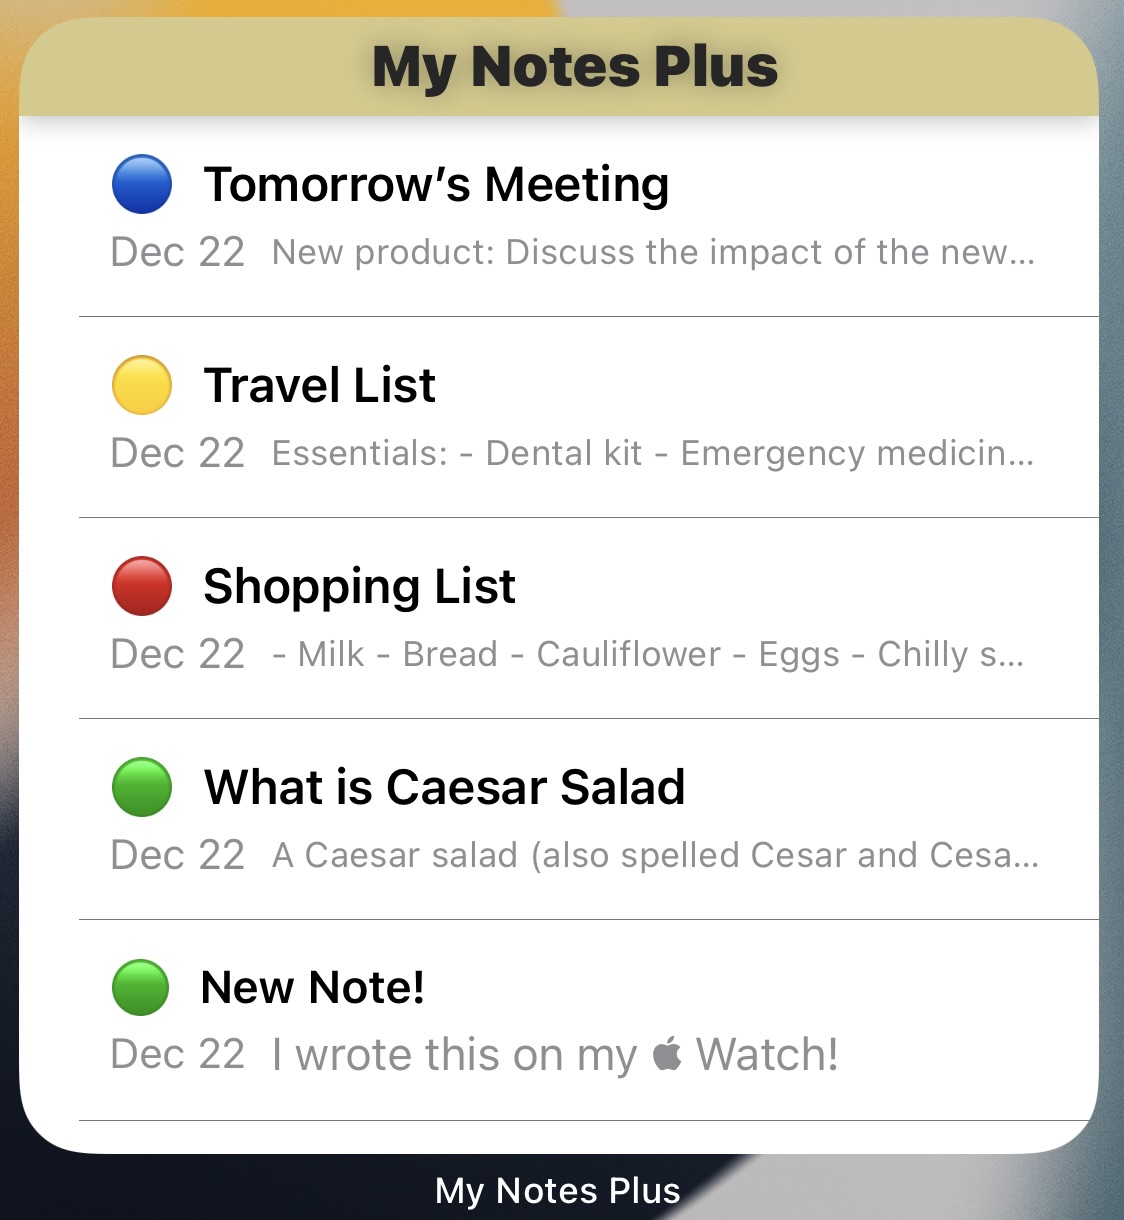 My Notes Plus
Tomorrow’s Meeting
Dec 22 New product: Discuss the impact of the new...
Travel List
Dec 22 Essentials: - Dental kit - Emergency medicin...
Shopping List
Dec 22 - Milk - Bread - Cauliflower - Eggs - Chilly s...
What is Caesar Salad
Dec 22 A Caesar salad (also spelled Cesar and Cesa...
New Note!
Dec 22 I wrote this on my  Watch!
My Notes Plus